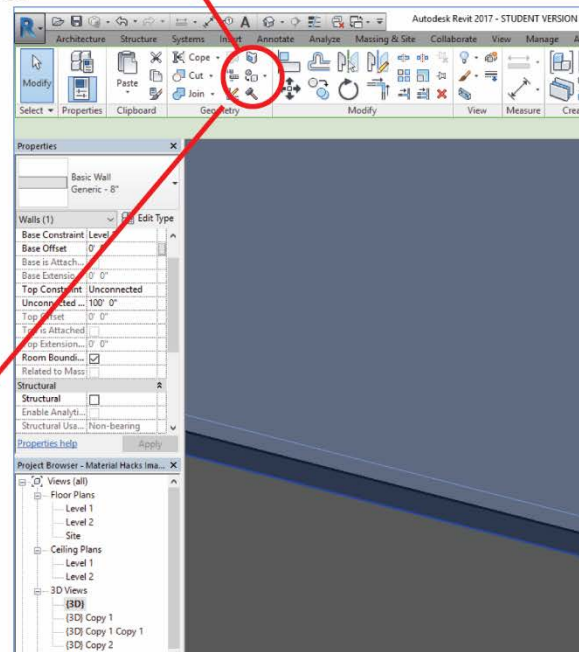 Autodesk Revit 2017 - STUDENT VERSION
Architecture Structure Systems Insert Annotate Analyze Massing & Site Collaborate View Manage
Modify
Paste
Cope
Cut
Join
Select Properties Clipboard Geometry Modify View Measure Crea
Properties
Basic Wall
Generic - 8"
Walls (1) Edit Type
Base Constraint Level
Base Offset 0'
Base is Attach...
Base Extensio 0' 0"
Top Constraint Unconnected
Unconnected ... 100' 0"
Top Offset 0' 0"
Top is Attached
Top Extension... 0' 0"
Room Boundi...
Related to Mass
Structural
Structural
Enable Analyti...
Structural Usa... Non-bearing
Properties help Apply
Project Browser - Material Hacks Ima...
Views (all)
Floor Plans
Level 1
Level 2
Site
Ceiling Plans
Level 1
Level 2
3D Views
{3D}
{3D} Copy 1
{3D} Copy 1 Copy 1
{3D} Copy 2